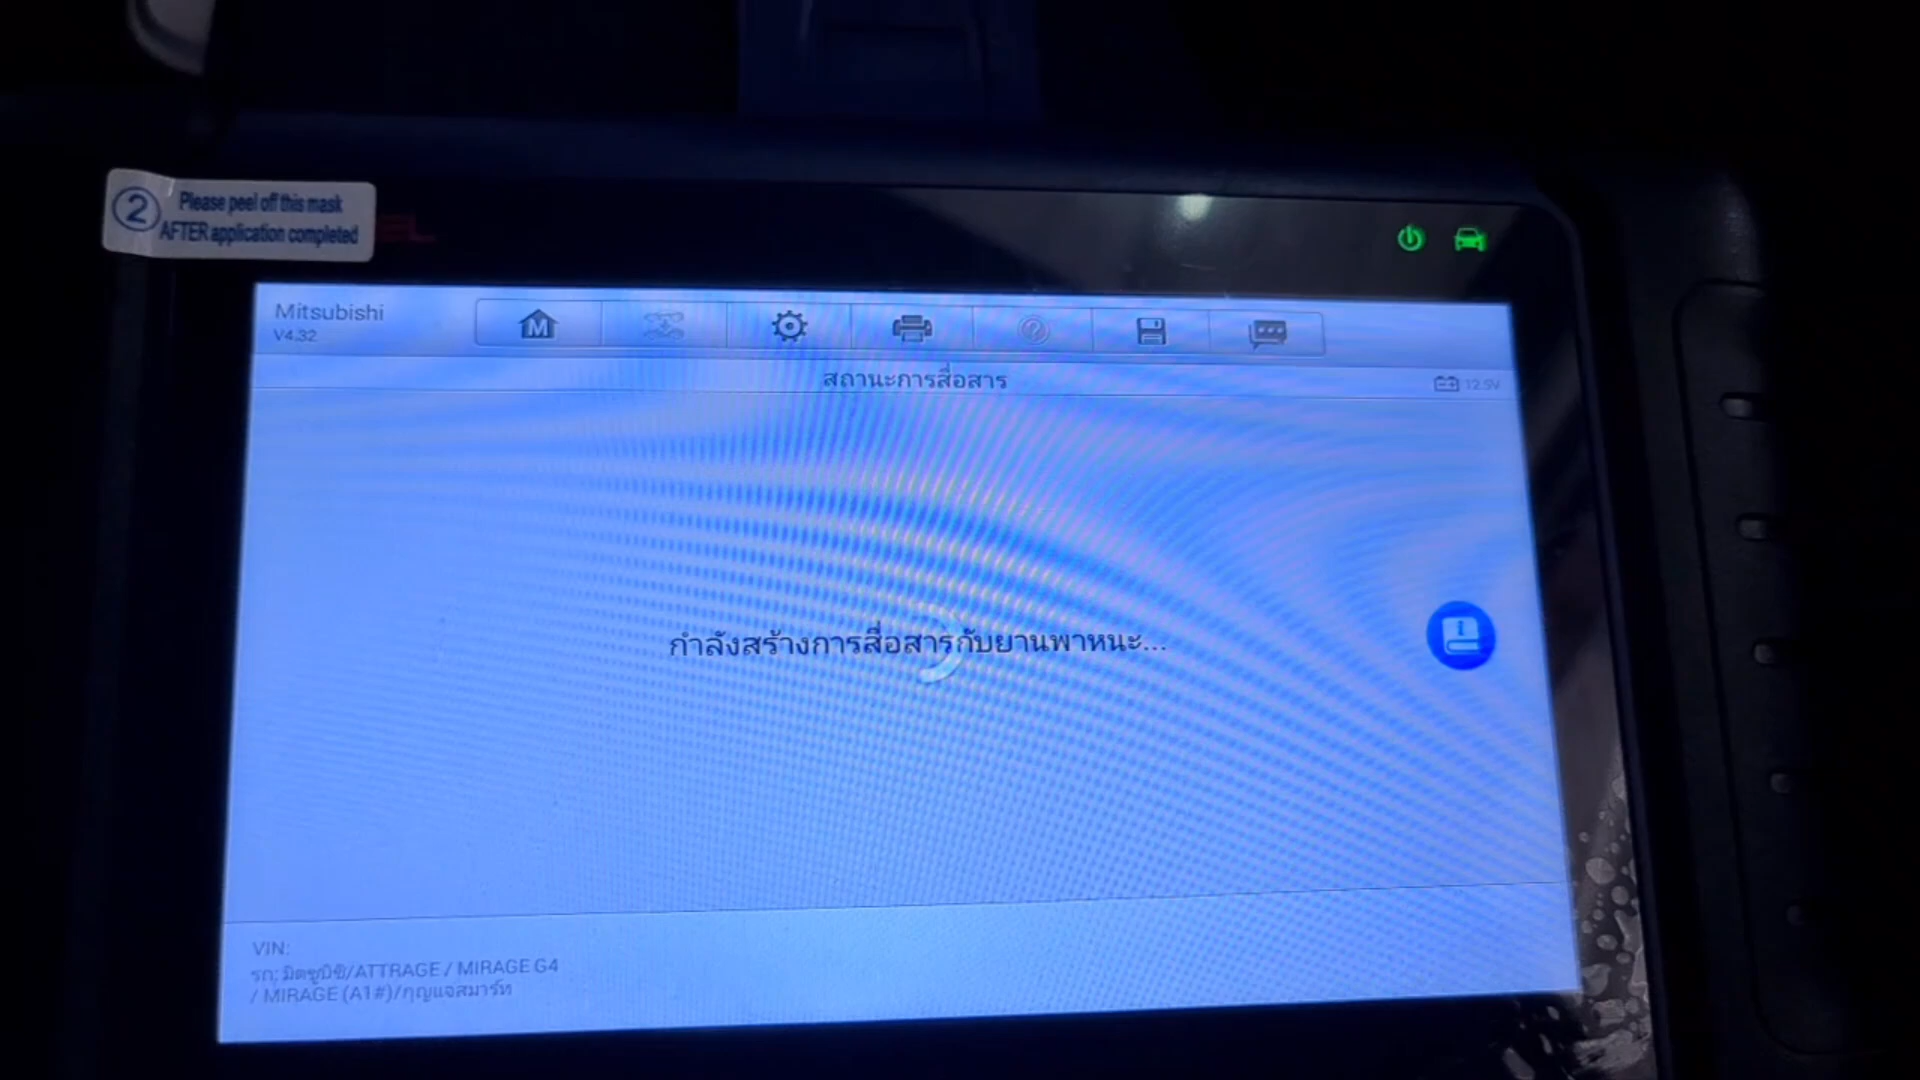 2
Please peel off this mask
AFTER application completed
Mitsubishi
V4.32
M
สถานะการสื่อสาร
12.5V
กำลังสร้างการสื่อสารกับยานพาหนะ...
VIN:
รถ: มิตซูบิชิ/ATTRAGE / MIRAGE G4
/ MIRAGE (A1#)/กุญแจสมาร์ท